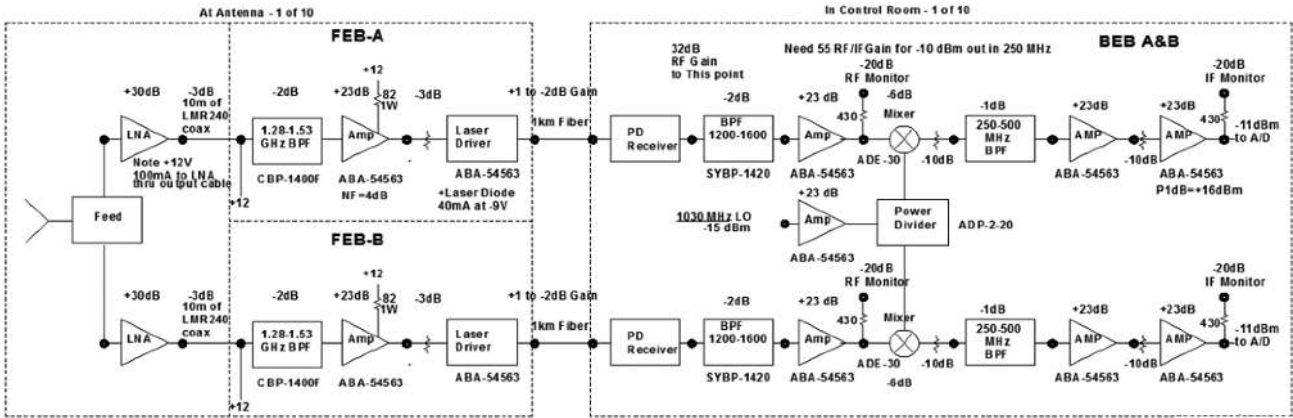 At Antenna - 1 of 10
In Control Room - 1 of 10
FEB-A
+12
82
1W
+30dB
-3dB
10m of
LMR240
coax
-2dB
+23dB
-3dB
+1 to -2dB Gain
LNA
1.28-1.53
GHz BPF
Amp
Laser
Driver
1km Fiber
Note +12V
100mA to LNA
thru output cable
CBP-1400F
ABA-54563
NF=4dB
ABA-54563
+Laser Diode
40mA at -9V
+12
Feed
FEB-B
+12
82
1W
+30dB
-3dB
10m of
LMR240
coax
-2dB
+23dB
-3dB
+1 to -2dB Gain
LNA
1.28-1.53
GHz BPF
Amp
Laser
Driver
1km Fiber
CBP-1400F
ABA-54563
ABA-54563
+12
BEB A&B
32dB
RF Gain
to This point
Need 55 RF/IFGain for -10 dBm out in 250 MHz
-20dB
RF Monitor
-20dB
IF Monitor
-2dB
+23 dB
-6dB
Mixer
-1dB
+23dB
+23dB
430
430
PD
Receiver
BPF
1200-1600
Amp
250-500
MHz
BPF
AMP
AMP
-11dBm
to A/D
-10dB
-10dB
SYBP-1420
ABA-54563
ADE-30
ABA-54563
ABA-54563
P1dB=+16dBm
+23 dB
1030 MHz LO
-15 dBm
Amp
Power
Divider
ADP-2-20
ABA-54563
-20dB
RF Monitor
-20dB
IF Monitor
-2dB
+23 dB
Mixer
-1dB
+23dB
+23dB
430
430
PD
Receiver
BPF
1200-1600
Amp
250-500
MHz
BPF
AMP
AMP
-11dBm
to A/D
-10dB
-10dB
SYBP-1420
ABA-54563
ADE-30
-6dB
ABA-54563
ABA-54563